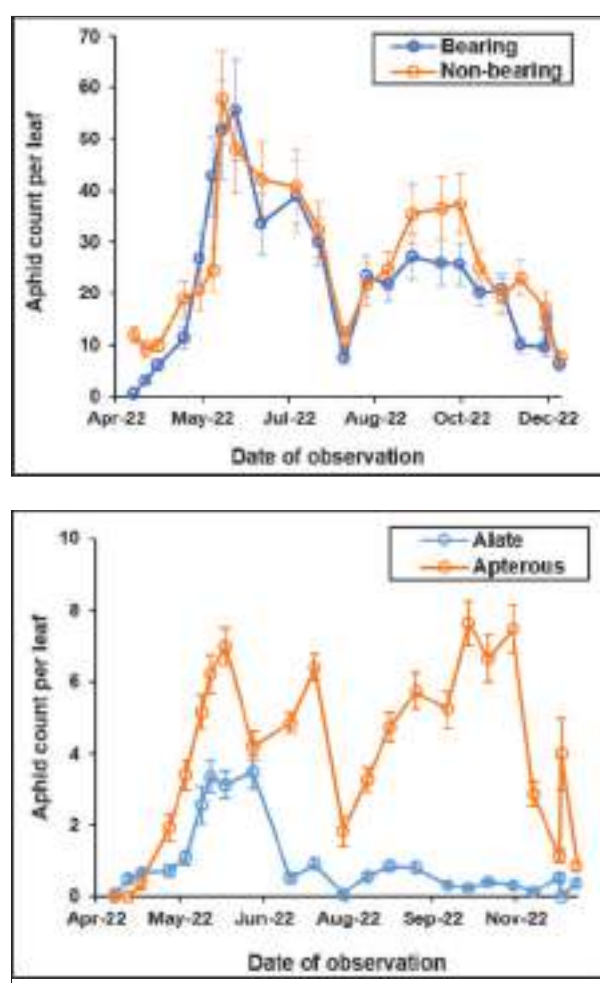 70
Bearing
Non-bearing
60
50
40
30
20
10
0
Aphid count per leaf
Apr-22 May-22 Jul-22 Aug-22 Oct-22 Dec-22
Date of observation
10
Alate
Apterous
8
6
4
2
0
Aphid count per leaf
Apr-22 May-22 Jun-22 Aug-22 Sep-22 Nov-22
Date of observation